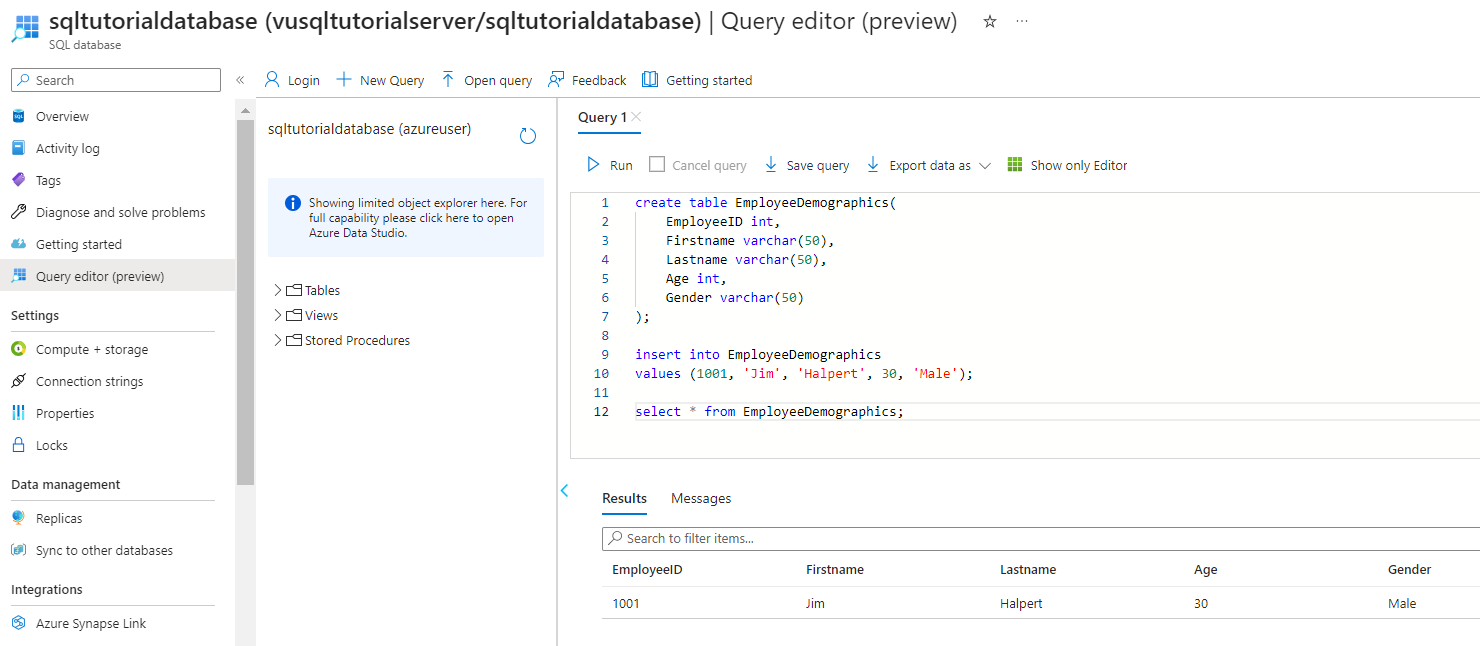 sqltutorialdatabase (vusqltutorialserver/sqltutorialdatabase) | Query editor (preview) ☆ ...
SQL database
Search
«
Overview
Activity log
Tags
Diagnose and solve problems
Getting started
Query editor (preview)
Settings
Compute + storage
Connection strings
Properties
Locks
Data management
Replicas
Sync to other databases
Integrations
Azure Synapse Link
Login New Query Open query Feedback Getting started
sqltutorialdatabase (azureuser)
Showing limited object explorer here. For
full capability please click here to open
Azure Data Studio.
Tables
Views
Stored Procedures
Query 1
Run Cancel query Save query Export data as Show only Editor
1 create table EmployeeDemographics(
2 EmployeeID int,
3 Firstname varchar(50),
4 Lastname varchar(50),
5 Age int,
6 Gender varchar(50)
7 );
8
9 insert into EmployeeDemographics
10 values (1001, 'Jim', 'Halpert', 30, 'Male');
11
12 select * from EmployeeDemographics;
Results Messages
Search to filter items...
EmployeeID Firstname Lastname Age Gender
1001 Jim Halpert 30 Male